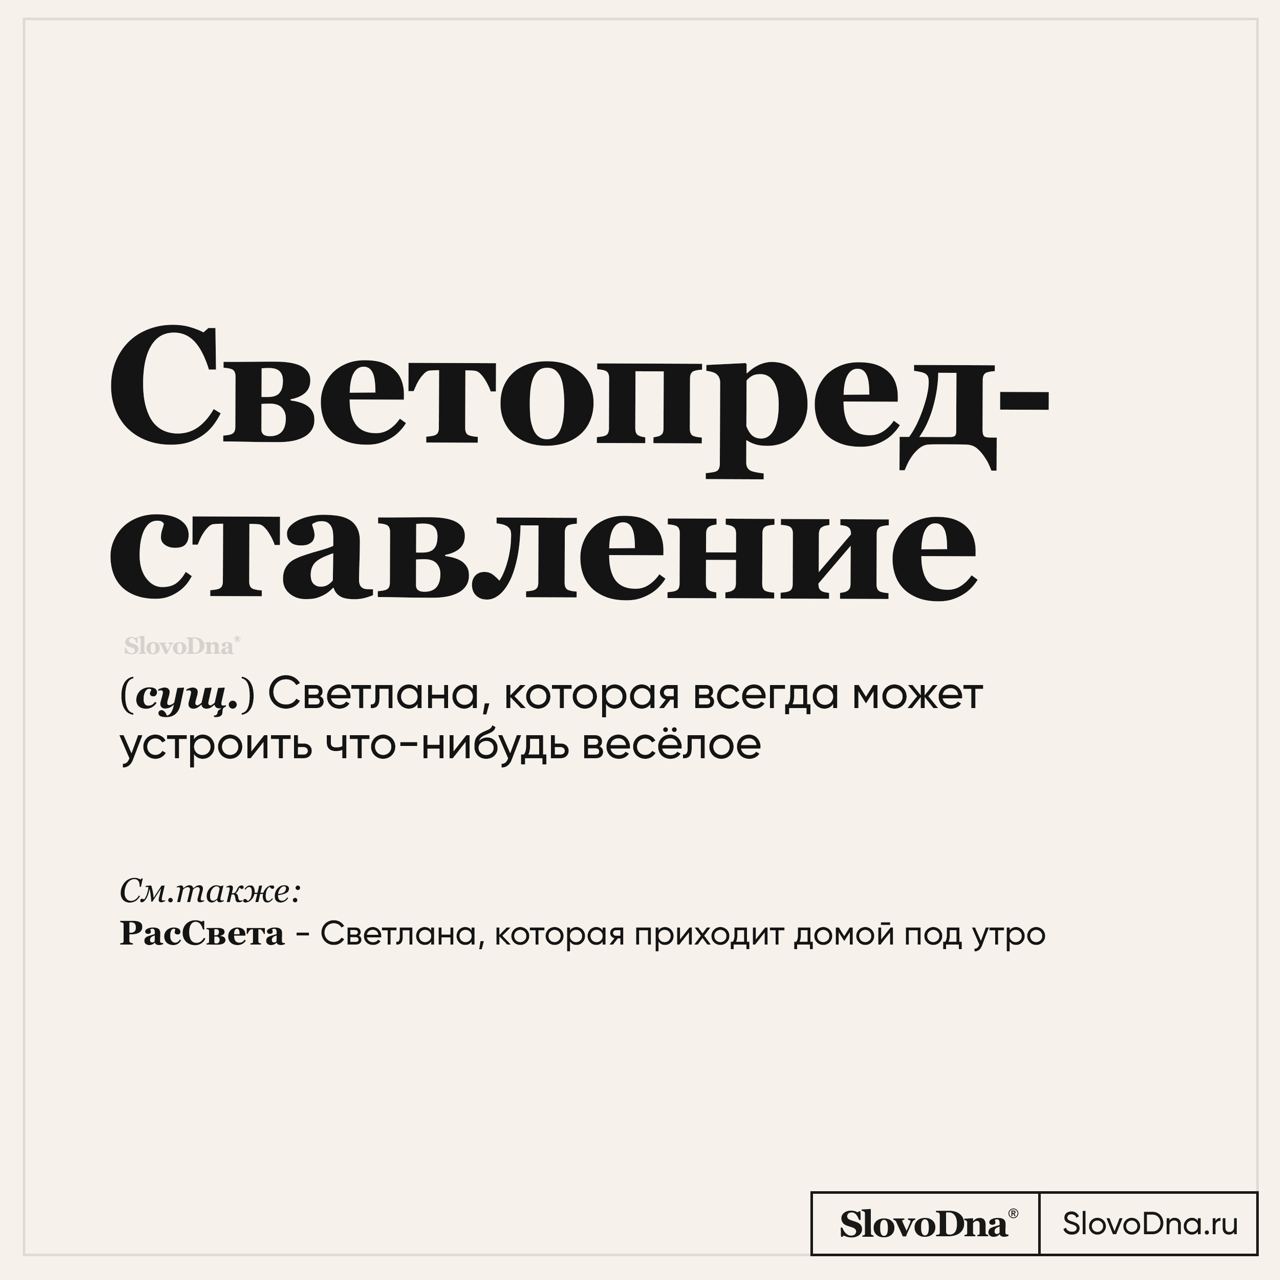 Светопред-
ставление
SlovoDna®
(сущ.) Светлана, которая всегда может
устроить что-нибудь весёлое
См.также:
РасСвета - Светлана, которая приходит домой под утро
SlovoDna® SlovoDna.ru